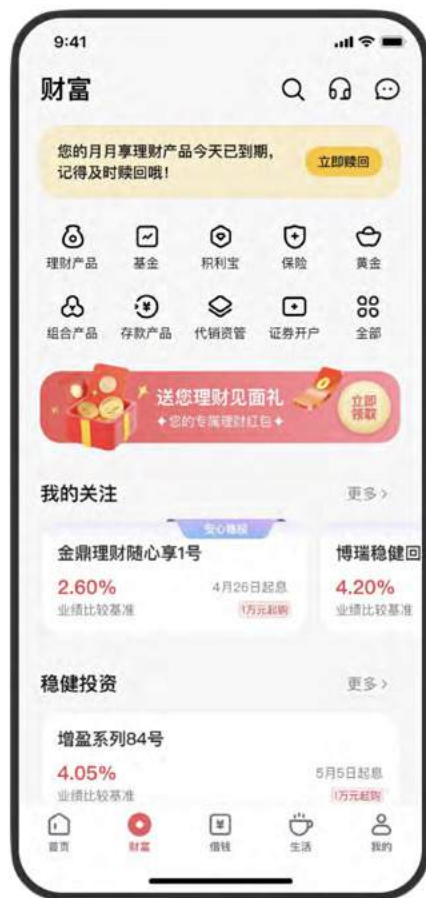 9:41
财富
您的月月享理财产品今天已到期，
记得及时赎回哦！
立即赎回
理财产品 基金 积利宝 保险 黄金
组合产品 存款产品 代销资管 证券开户 全部
送您理财见面礼
您的专属理财红包
立即
领取
我的关注 更多
安心稳投
金鼎理财随心享1号
2.60% 4月26日起息
业绩比较基准 1万元起购
博瑞稳健回
4.20%
业绩比较基准
稳健投资 更多
增盈系列84号
4.05% 5月5日起息
业绩比较基准 1万元起购
首页 财富 借钱 生活 我的